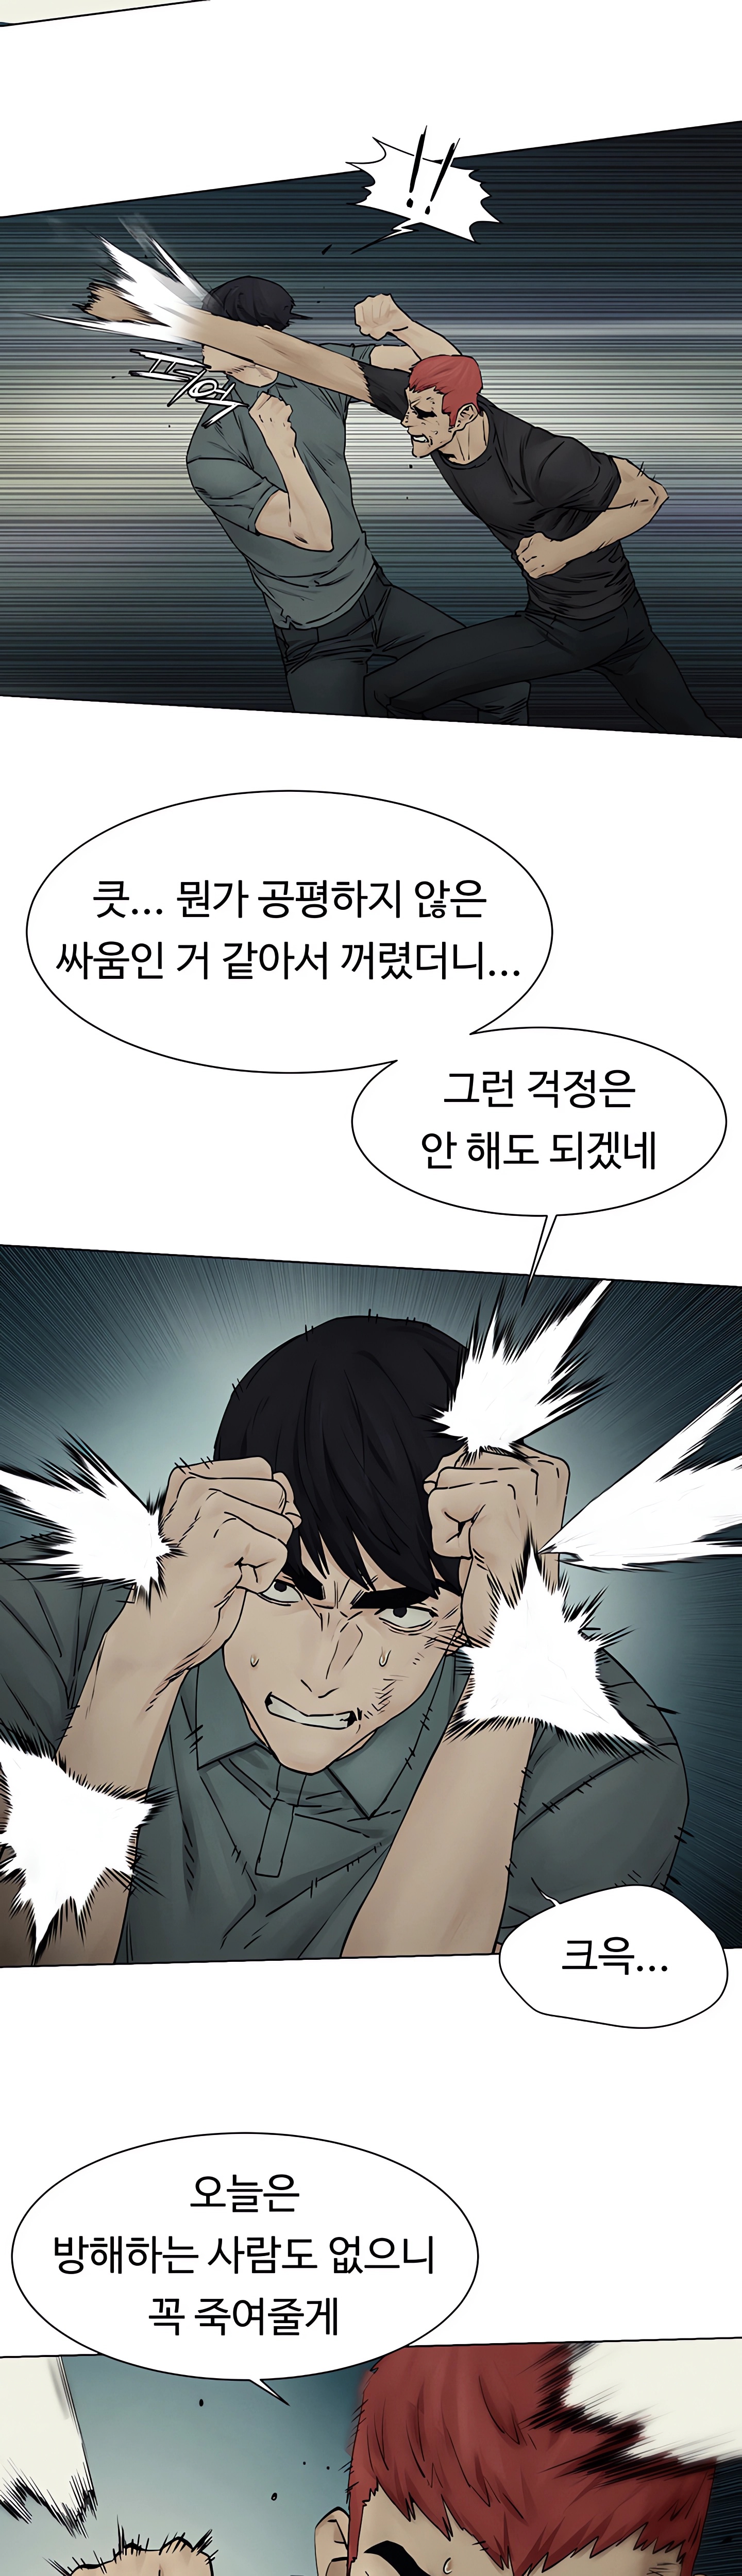 !!
뻐억
큿... 뭔가 공평하지 않은
싸움인 거 같아서 꺼렸더니...
그런 걱정은
안 해도 되겠네
크윽...
오늘은
방해하는 사람도 없으니
꼭 죽여줄게